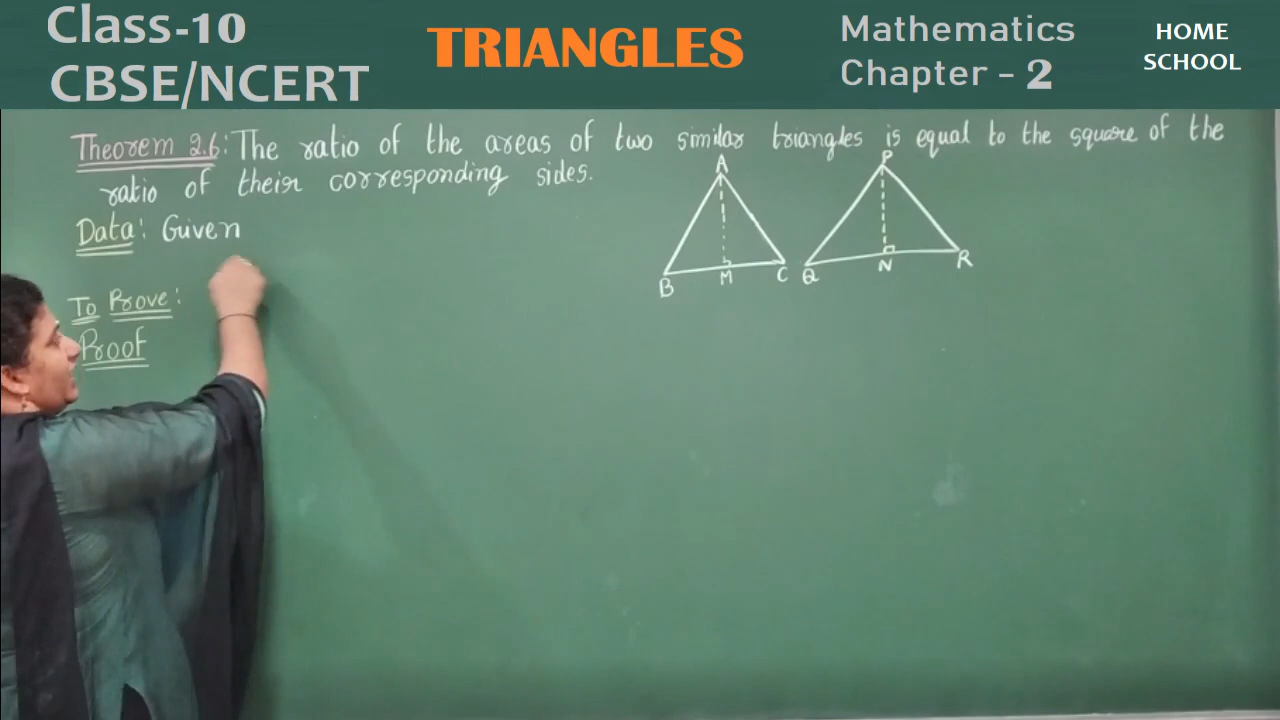 Class-10
CBSE/NCERT
TRIANGLES
Mathematics
Chapter - 2
HOME
SCHOOL
Theorem 2.6: The ratio of the areas of two similar triangles is equal to the square of the
ratio of their corresponding sides.
Data: Given
To Prove:
Proof
A
B M C
P
Q N R